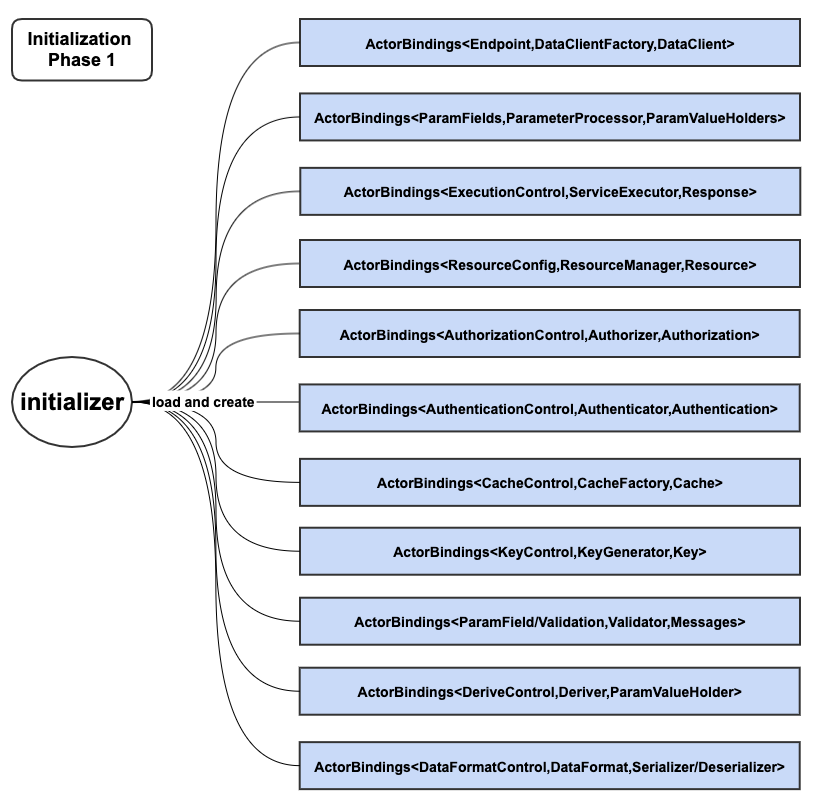 Initialization
Phase 1
ActorBindings<Endpoint,DataClientFactory,DataClient>
ActorBindings<ParamFields,ParameterProcessor,ParamValueHolders>
ActorBindings<ExecutionControl,ServiceExecutor,Response>
ActorBindings<ResourceConfig,ResourceManager,Resource>
ActorBindings<AuthorizationControl,Authorizer,Authorization>
initializer
load and create
ActorBindings<AuthenticationControl,Authenticator,Authentication>
ActorBindings<CacheControl,CacheFactory,Cache>
ActorBindings<KeyControl,KeyGenerator,Key>
ActorBindings<ParamField/Validation,Validator,Messages>
ActorBindings<DeriveControl,Deriver,ParamValueHolder>
ActorBindings<DataFormatControl,DataFormat,Serializer/Deserializer>